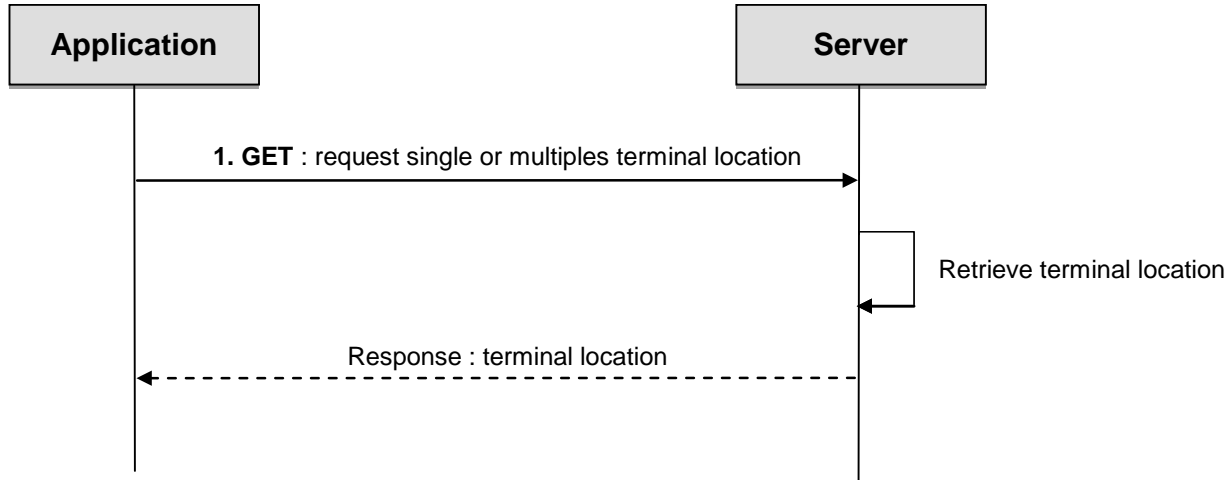 Application
Server
1. GET : request single or multiples terminal location
Retrieve terminal location
Response : terminal location